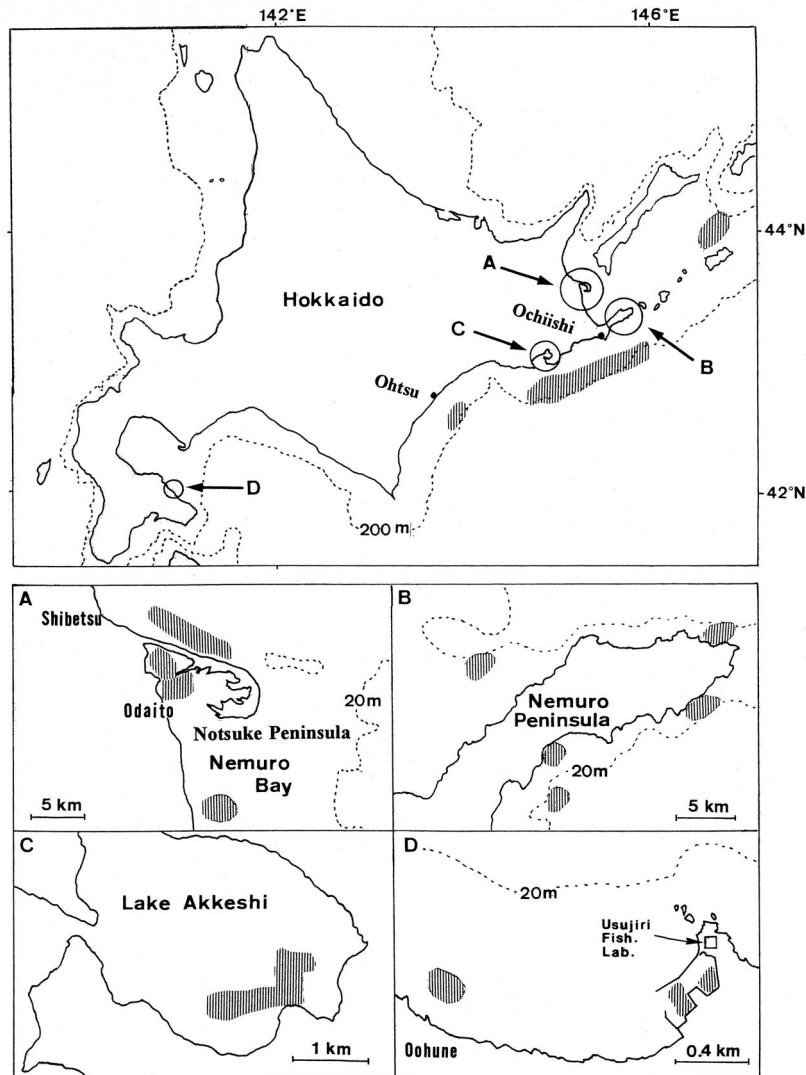 142°E 146°E
44°N
A
Hokkaido
Ochiishi
C
B
Ohtsu
D
42°N
200 m
A
Shibetsu
20m
Odaito
Notsuke Peninsula
Nemuro
Bay
5 km
B
Nemuro
Peninsula
20m
5 km
C
Lake Akkeshi
1 km
D
20m
Usujiri
Fish.
Lab.
Oohune
0.4 km